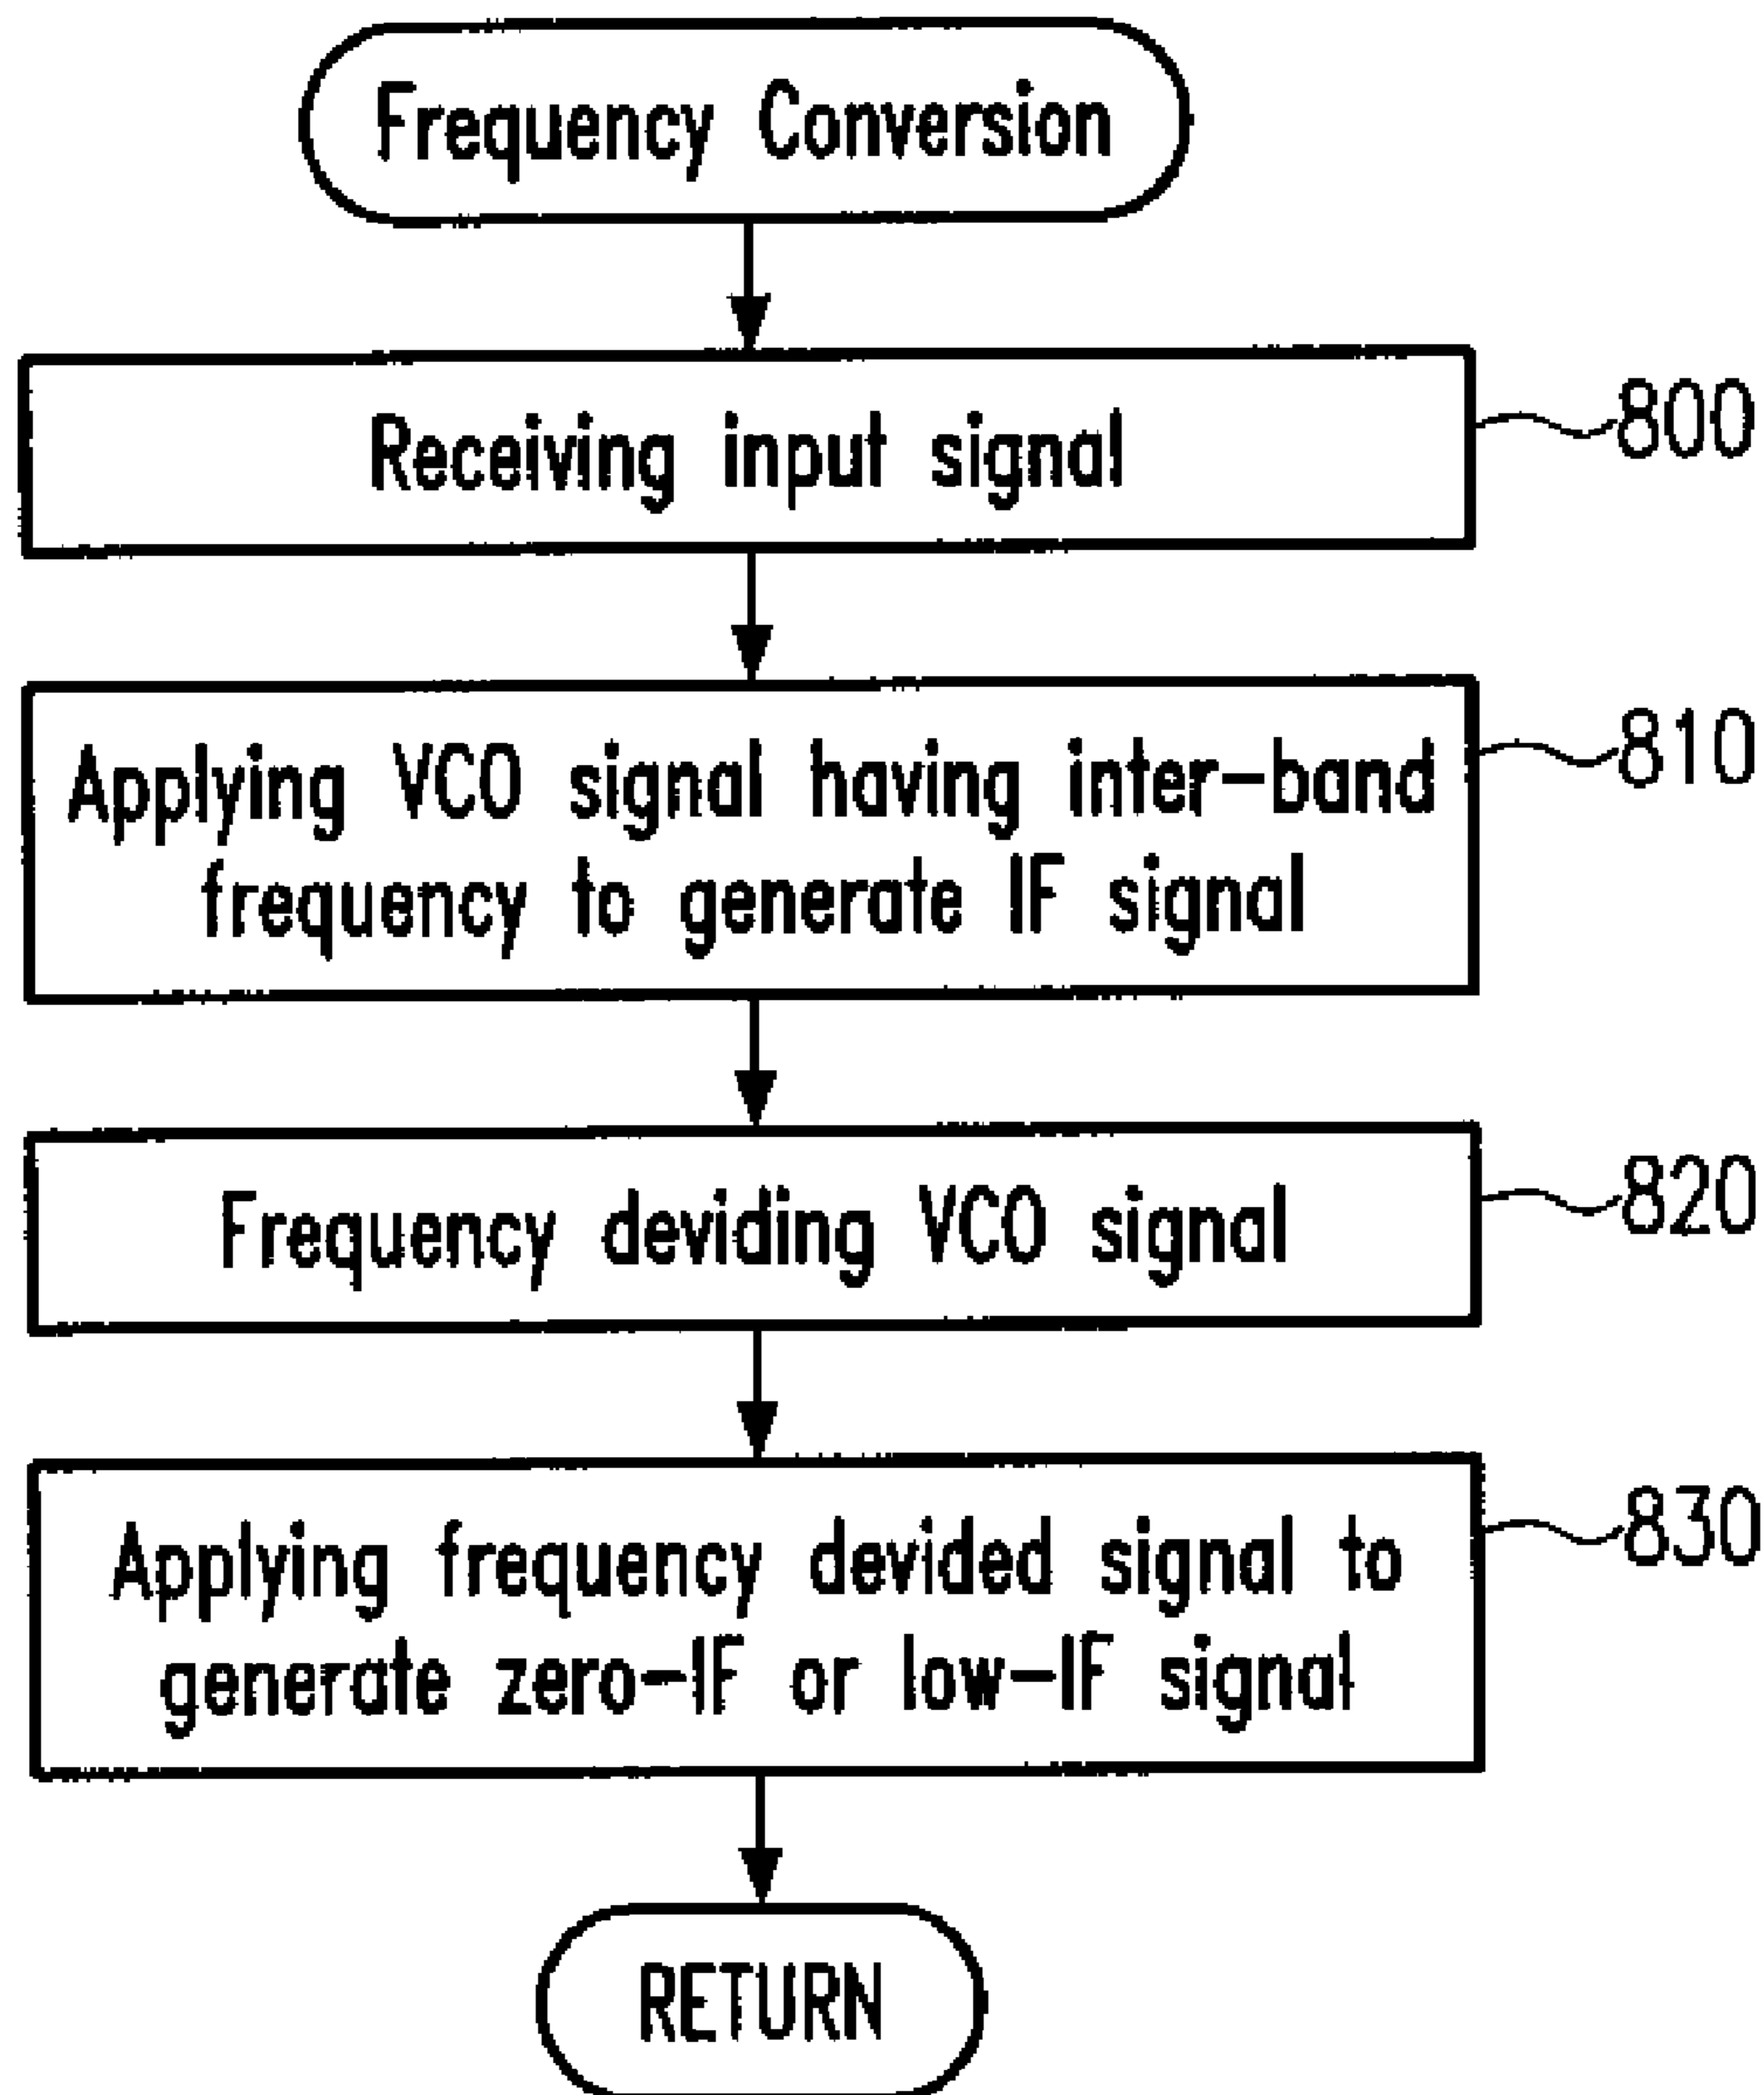 Frequency Conversion
Receiving input signal
800
Applying VCO signal having inter-band
frequency to generate IF signal
810
Frequency deviding VCO signal
820
Applying frequency devided signal to
generate zero-IF or low-IF signal
830
RETURN